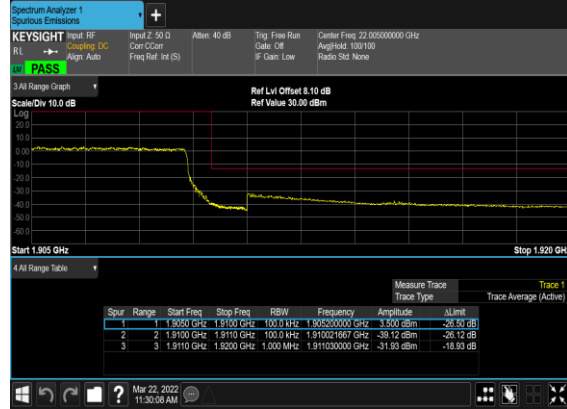 Spectrum Analyzer 1
Spurious Emissions
+
KEYSIGHT Input: RF Input Z: 50 Ω Atten: 40 dB Trig: Free Run Center Freq: 22.005000000 GHz
RL Coupling: DC Corr CCorr Gate: Off Avg|Hold: 100/100
Align: Auto Freq Ref: Int (S) IF Gain: Low Radio Std: None
PASS
3 All Range Graph
Ref Lvl Offset 8.10 dB
Scale/Div 10.0 dB Ref Value 30.00 dBm
Log
20.0
10.0
0.00
-10.0
-20.0
-30.0
-40.0
-50.0
-60.0
Start 1.905 GHz Stop 1.920 GHz
4 All Range Table
Measure Trace Trace 1
Trace Type Trace Average (Active)
Spur Range Start Freq Stop Freq RBW Frequency Amplitude ΔLimit
1 1 1.9050 GHz 1.9100 GHz 100.0 kHz 1.905200000 GHz 3.500 dBm -26.50 dB
2 2 1.9100 GHz 1.9110 GHz 100.0 kHz 1.910021667 GHz -39.12 dBm -26.12 dB
3 3 1.9110 GHz 1.9200 GHz 1.000 MHz 1.911030000 GHz -31.93 dBm -18.93 dB
? Mar 22, 2022
11:30:08 AM